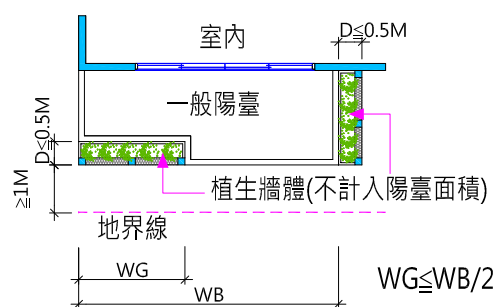 D≦0.5M
室內
一般陽臺
D≦0.5M
≧1M
植生牆體(不計入陽臺面積)
地界線
WG
WG≦WB/2
WB